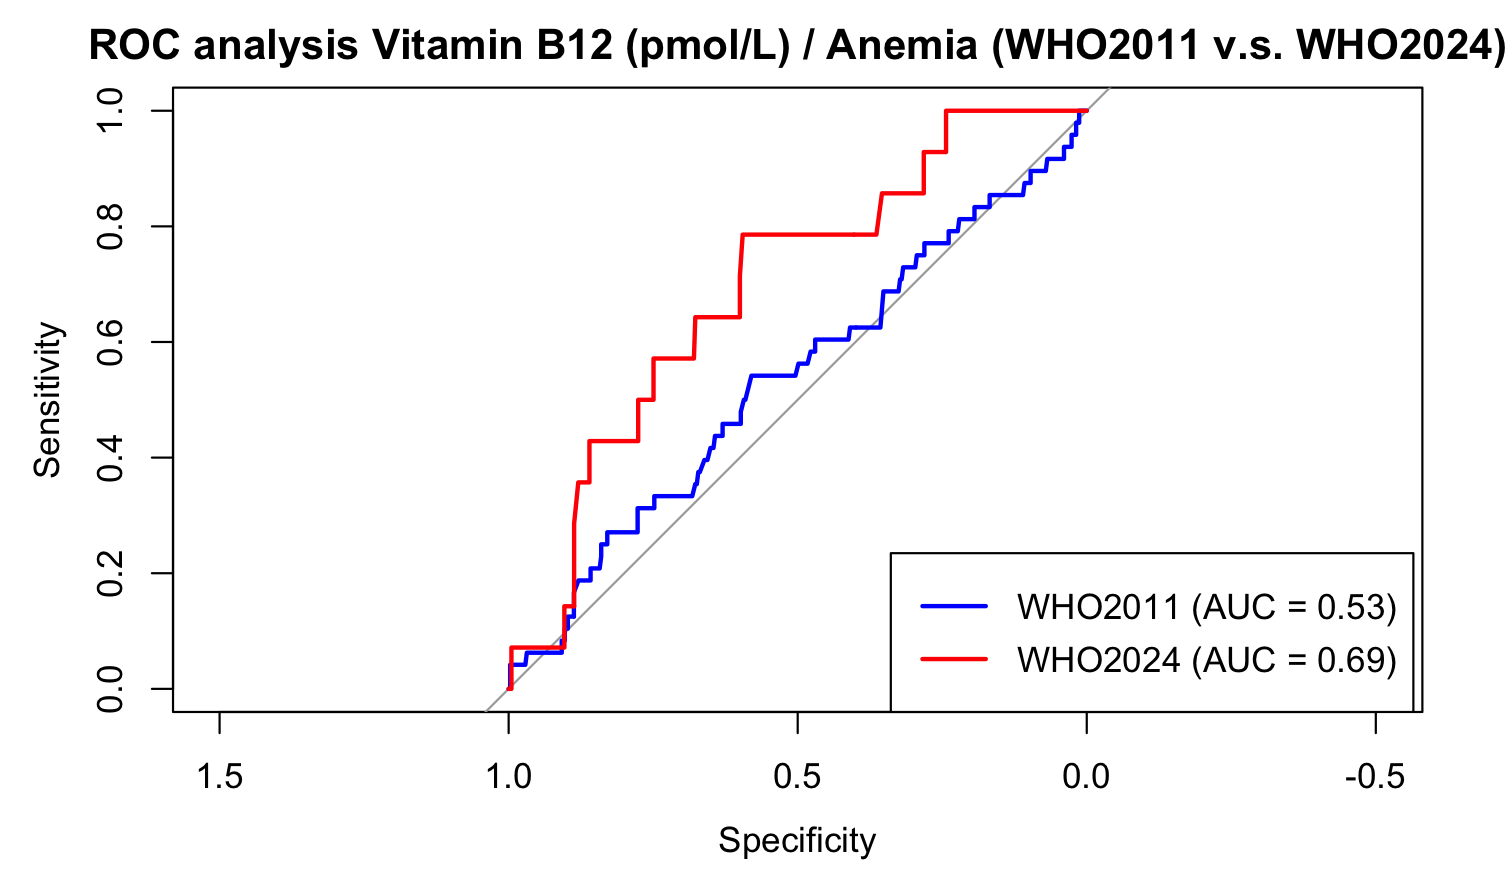 ROC analysis Vitamin B12 (pmol/L) / Anemia (WHO2011 v.s. WHO2024)
Sensitivity
1.0
0.8
0.6
0.4
0.2
0.0
WHO2011 (AUC = 0.53)
WHO2024 (AUC = 0.69)
1.5 1.0 0.5 0.0 -0.5
Specificity